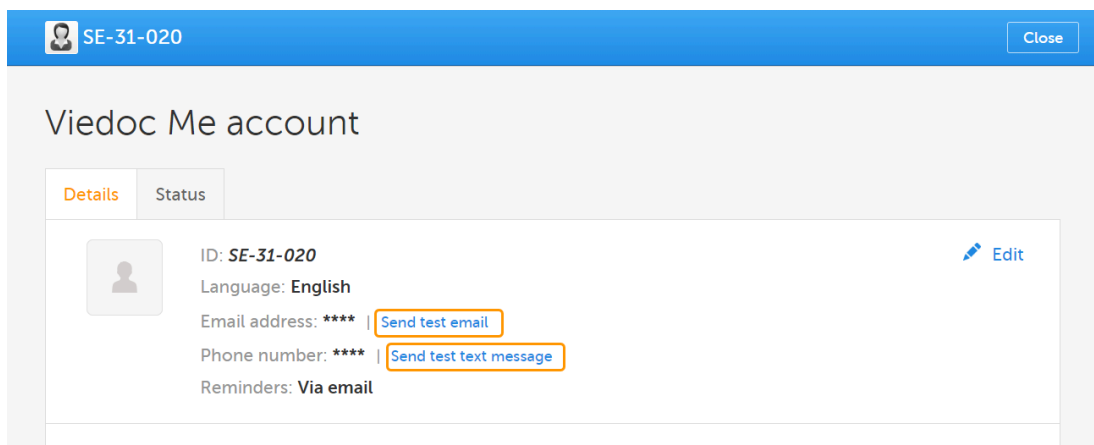 SE-31-020
Close
Viedoc Me account
Details
Status
ID: SE-31-020
Edit
Language: English
Email address: **** | Send test email
Phone number: **** | Send test text message
Reminders: Via email